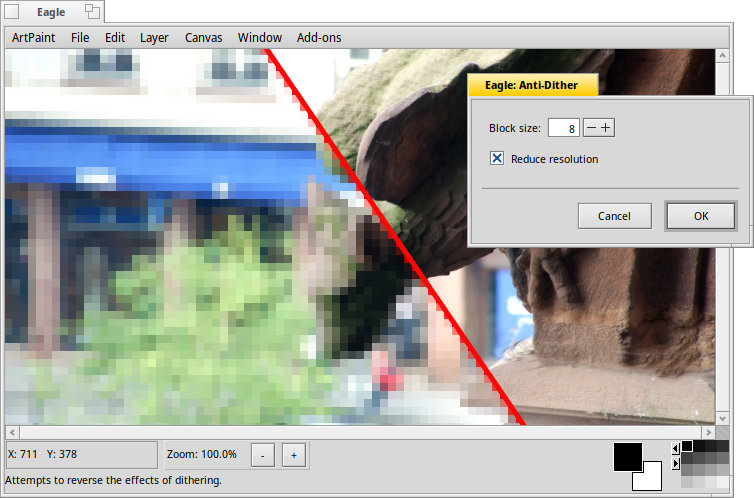 Eagle
ArtPaint File Edit Layer Canvas Window Add-ons
Eagle: Anti-Dither
Block size: 8
Reduce resolution
Cancel OK
X: 711 Y: 378 Zoom: 100.0% - +
Attempts to reverse the effects of dithering.